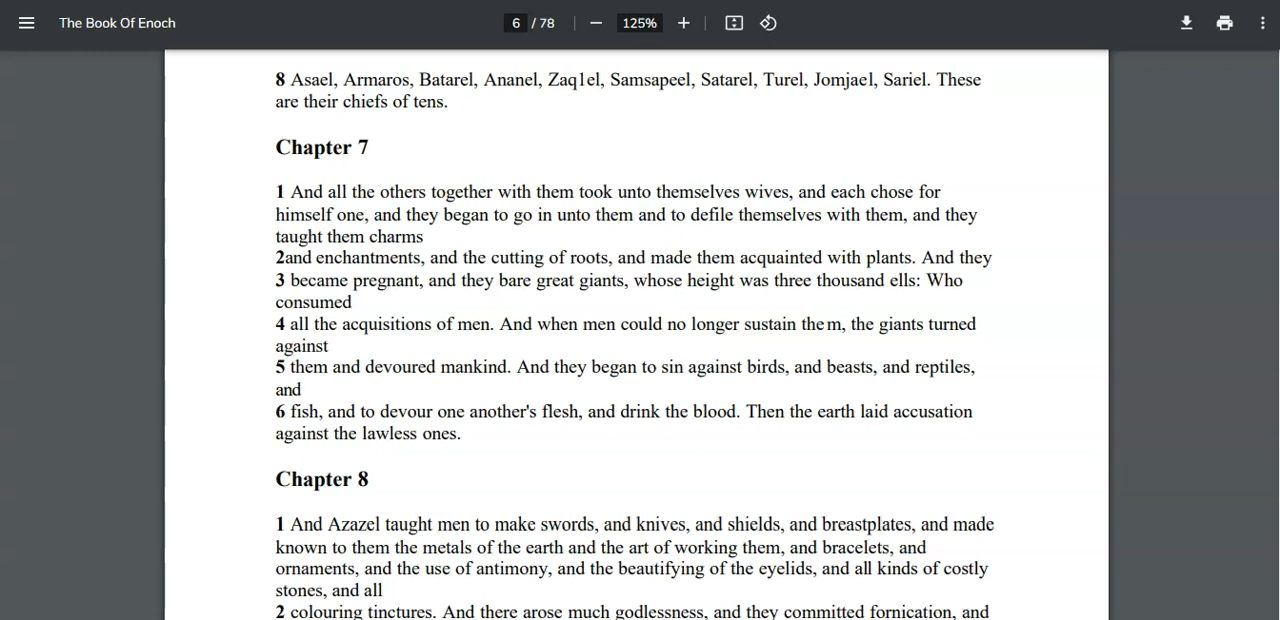 The Book Of Enoch
6 / 78
125%
8 Asael, Armaros, Batarel, Ananel, Zaq1el, Samsapeel, Satarel, Turel, Jomjael, Sariel. These
are their chiefs of tens.
Chapter 7
1 And all the others together with them took unto themselves wives, and each chose for
himself one, and they began to go in unto them and to defile themselves with them, and they
taught them charms
2and enchantments, and the cutting of roots, and made them acquainted with plants. And they
3 became pregnant, and they bare great giants, whose height was three thousand ells: Who
consumed
4 all the acquisitions of men. And when men could no longer sustain them, the giants turned
against
5 them and devoured mankind. And they began to sin against birds, and beasts, and reptiles,
and
6 fish, and to devour one another's flesh, and drink the blood. Then the earth laid accusation
against the lawless ones.
Chapter 8
1 And Azazel taught men to make swords, and knives, and shields, and breastplates, and made
known to them the metals of the earth and the art of working them, and bracelets, and
ornaments, and the use of antimony, and the beautifying of the eyelids, and all kinds of costly
stones, and all
2 colouring tinctures. And there arose much godlessness, and they committed fornication, and